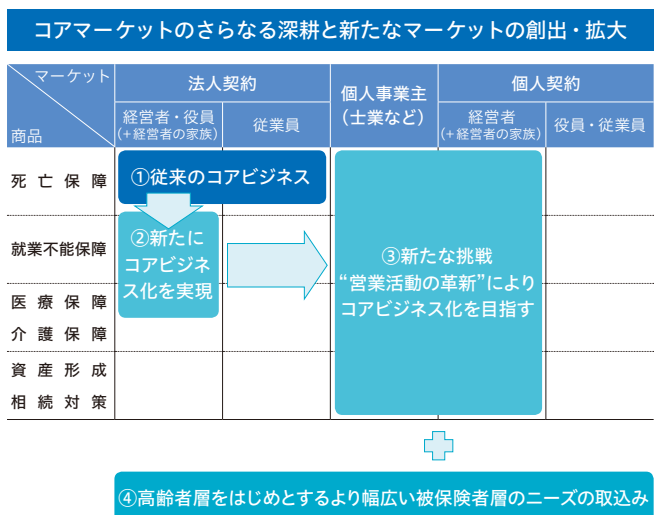 コアマーケットのさらなる深耕と新たなマーケットの創出・拡大
マーケット
商品
法人契約
個人事業主
(士業など)
個人契約
経営者・役員
(+経営者の家族)
従業員
経営者
(+経営者の家族)
役員・従業員
死亡保障
①従来のコアビジネス
就業不能保障
②新たに
コアビジネ
ス化を実現
③新たな挑戦
“営業活動の革新”により
コアビジネス化を目指す
医療保障
介護保障
資産形成
相続対策
④高齢者層をはじめとするより幅広い被保険者層のニーズの取込み